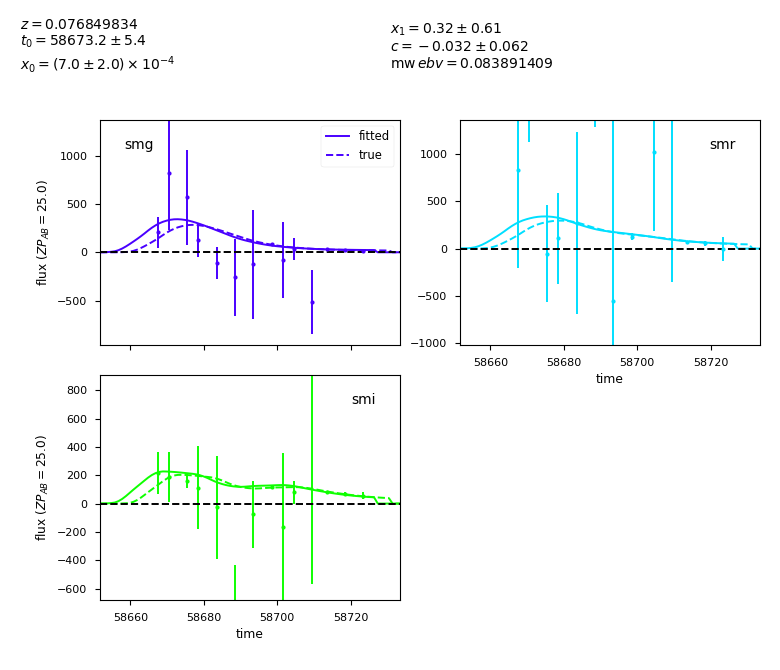 z = 0.076849834
t₀ = 58673.2 ± 5.4
x₀ = (7.0 ± 2.0) × 10⁻⁴
x₁ = 0.32 ± 0.61
c = −0.032 ± 0.062
mw ebv = 0.083891409
smg
fitted
true
1000
500
0
−500
flux (ZP_AB = 25.0)
smr
1000
500
0
−500
−1000
58660 58680 58700 58720
time
smi
800
600
400
200
0
−200
−400
−600
flux (ZP_AB = 25.0)
58660 58680 58700 58720
time